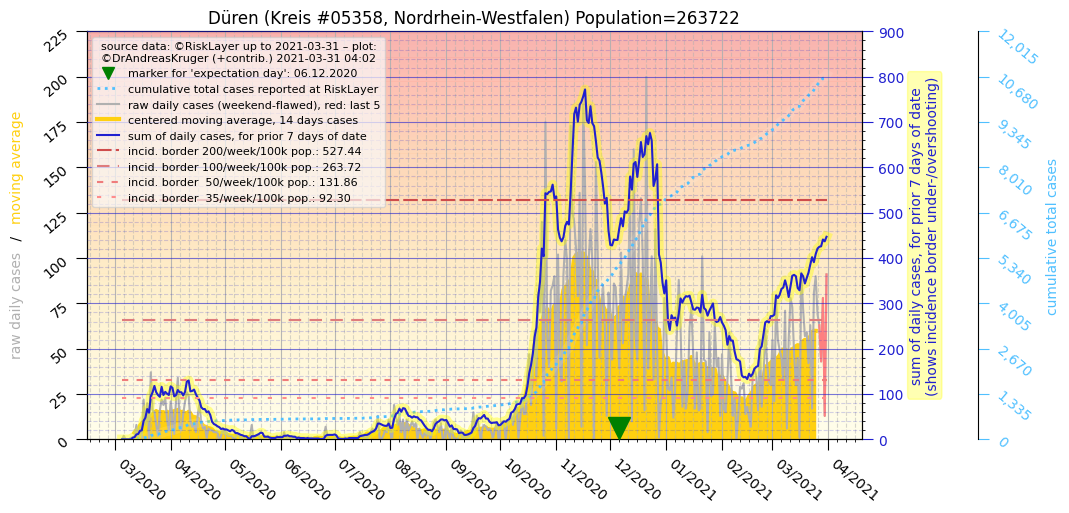 Düren (Kreis #05358, Nordrhein-Westfalen) Population=263722
source data: ©RiskLayer up to 2021-03-31 – plot:
©DrAndreasKruger (+contrib.) 2021-03-31 04:02
marker for 'expectation day': 06.12.2020
cumulative total cases reported at RiskLayer
raw daily cases (weekend-flawed), red: last 5
centered moving average, 14 days cases
sum of daily cases, for prior 7 days of date
incid. border 200/week/100k pop.: 527.44
incid. border 100/week/100k pop.: 263.72
incid. border  50/week/100k pop.: 131.86
incid. border  35/week/100k pop.: 92.30
raw daily cases  /  moving average
225
200
175
150
125
100
75
50
25
0
03/2020
04/2020
05/2020
06/2020
07/2020
08/2020
09/2020
10/2020
11/2020
12/2020
01/2021
02/2021
03/2021
04/2021
900
800
700
600
500
400
300
200
100
0
sum of daily cases, for prior 7 days of date
(shows incidence border under-/overshooting)
12,015
10,680
9,345
8,010
6,675
5,340
4,005
2,670
1,335
0
cumulative total cases